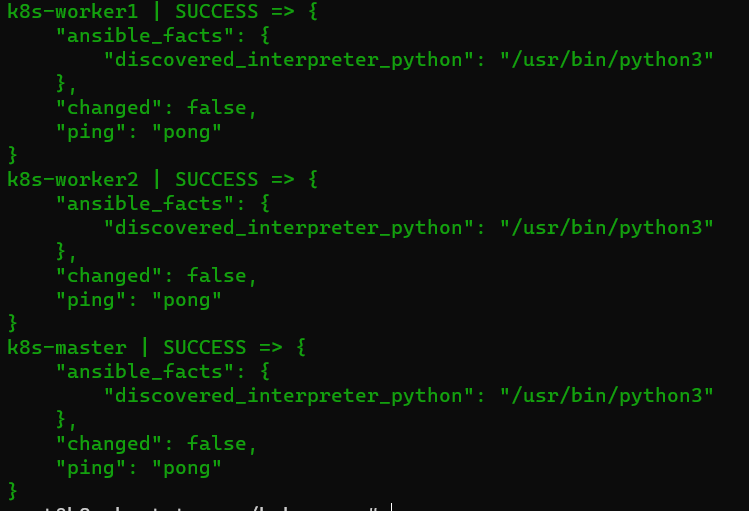 k8s-worker1 | SUCCESS => {
    "ansible_facts": {
        "discovered_interpreter_python": "/usr/bin/python3"
    },
    "changed": false,
    "ping": "pong"
}
k8s-worker2 | SUCCESS => {
    "ansible_facts": {
        "discovered_interpreter_python": "/usr/bin/python3"
    },
    "changed": false,
    "ping": "pong"
}
k8s-master | SUCCESS => {
    "ansible_facts": {
        "discovered_interpreter_python": "/usr/bin/python3"
    },
    "changed": false,
    "ping": "pong"
}